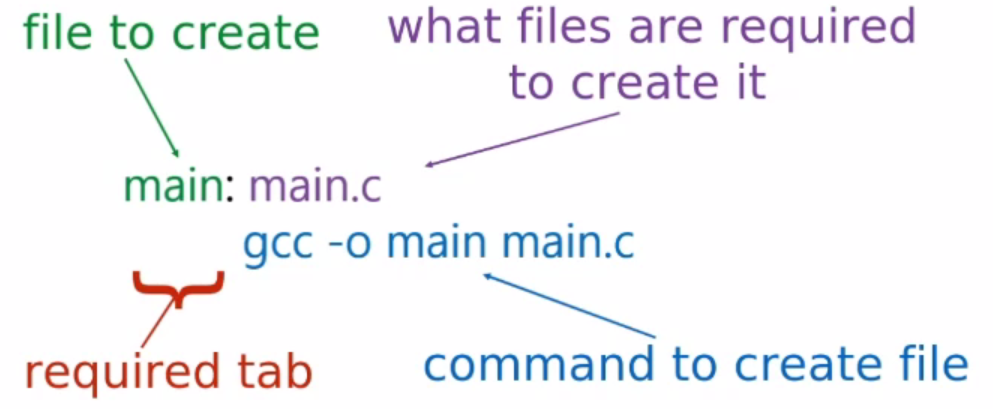 file to create
what files are required
to create it
main: main.c
gcc -o main main.c
required tab
command to create file